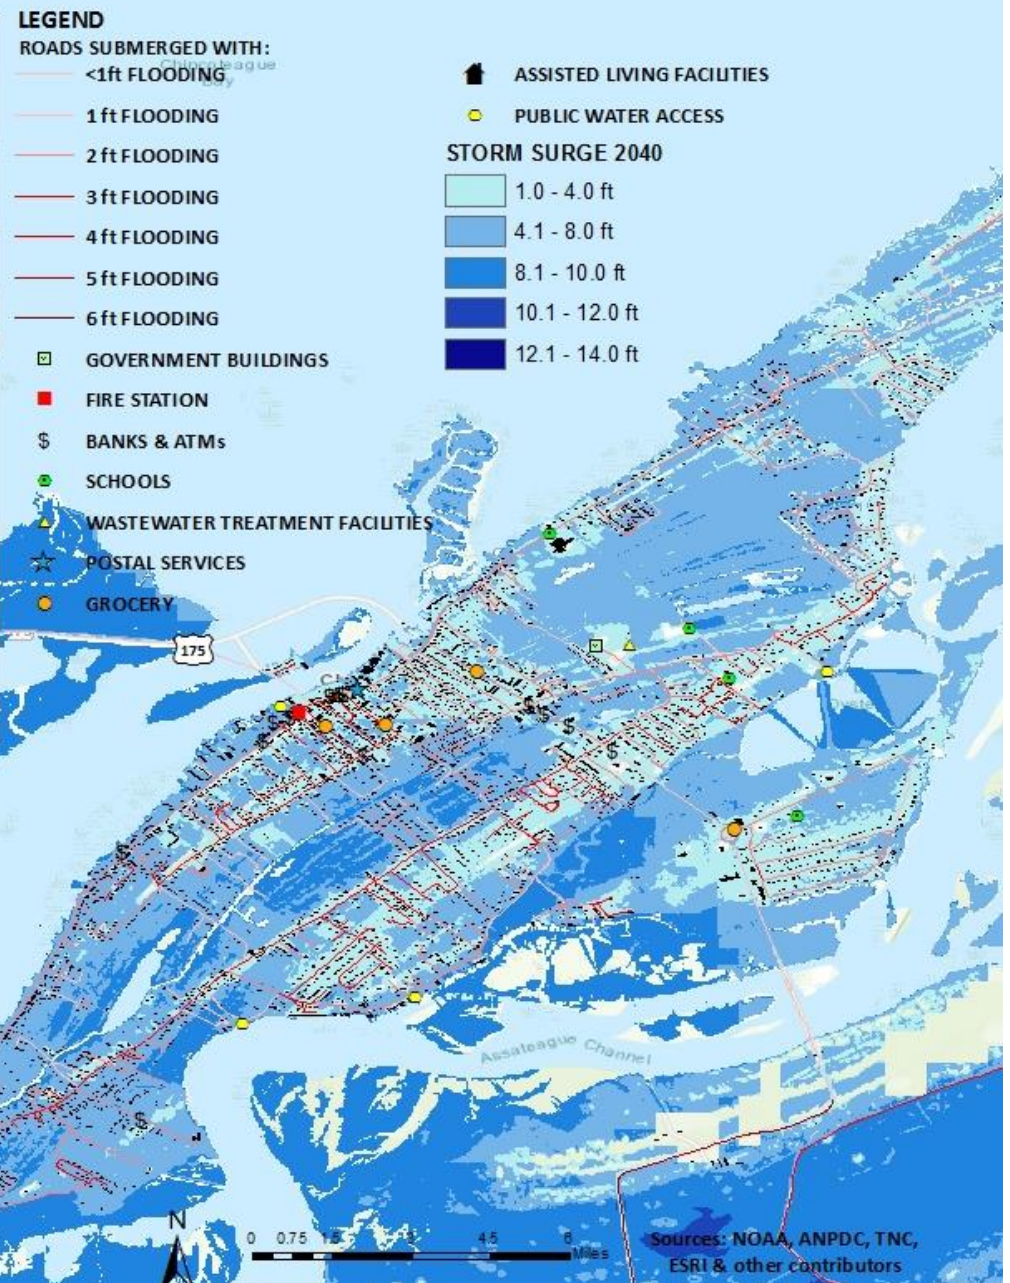 LEGEND
ROADS SUBMERGED WITH:
Chincoteague
Bay
<1ft FLOODING
1 ft FLOODING
2 ft FLOODING
3 ft FLOODING
4 ft FLOODING
5 ft FLOODING
6 ft FLOODING
GOVERNMENT BUILDINGS
FIRE STATION
$ BANKS & ATMs
SCHOOLS
WASTEWATER TREATMENT FACILITIES
POSTAL SERVICES
GROCERY
ASSISTED LIVING FACILITIES
PUBLIC WATER ACCESS
STORM SURGE 2040
1.0 - 4.0 ft
4.1 - 8.0 ft
8.1 - 10.0 ft
10.1 - 12.0 ft
12.1 - 14.0 ft
175
Assateague Channel
N
0 0.75 1.5 3 4.5 6
Miles
Sources: NOAA, ANPDC, TNC,
ESRI & other contributors